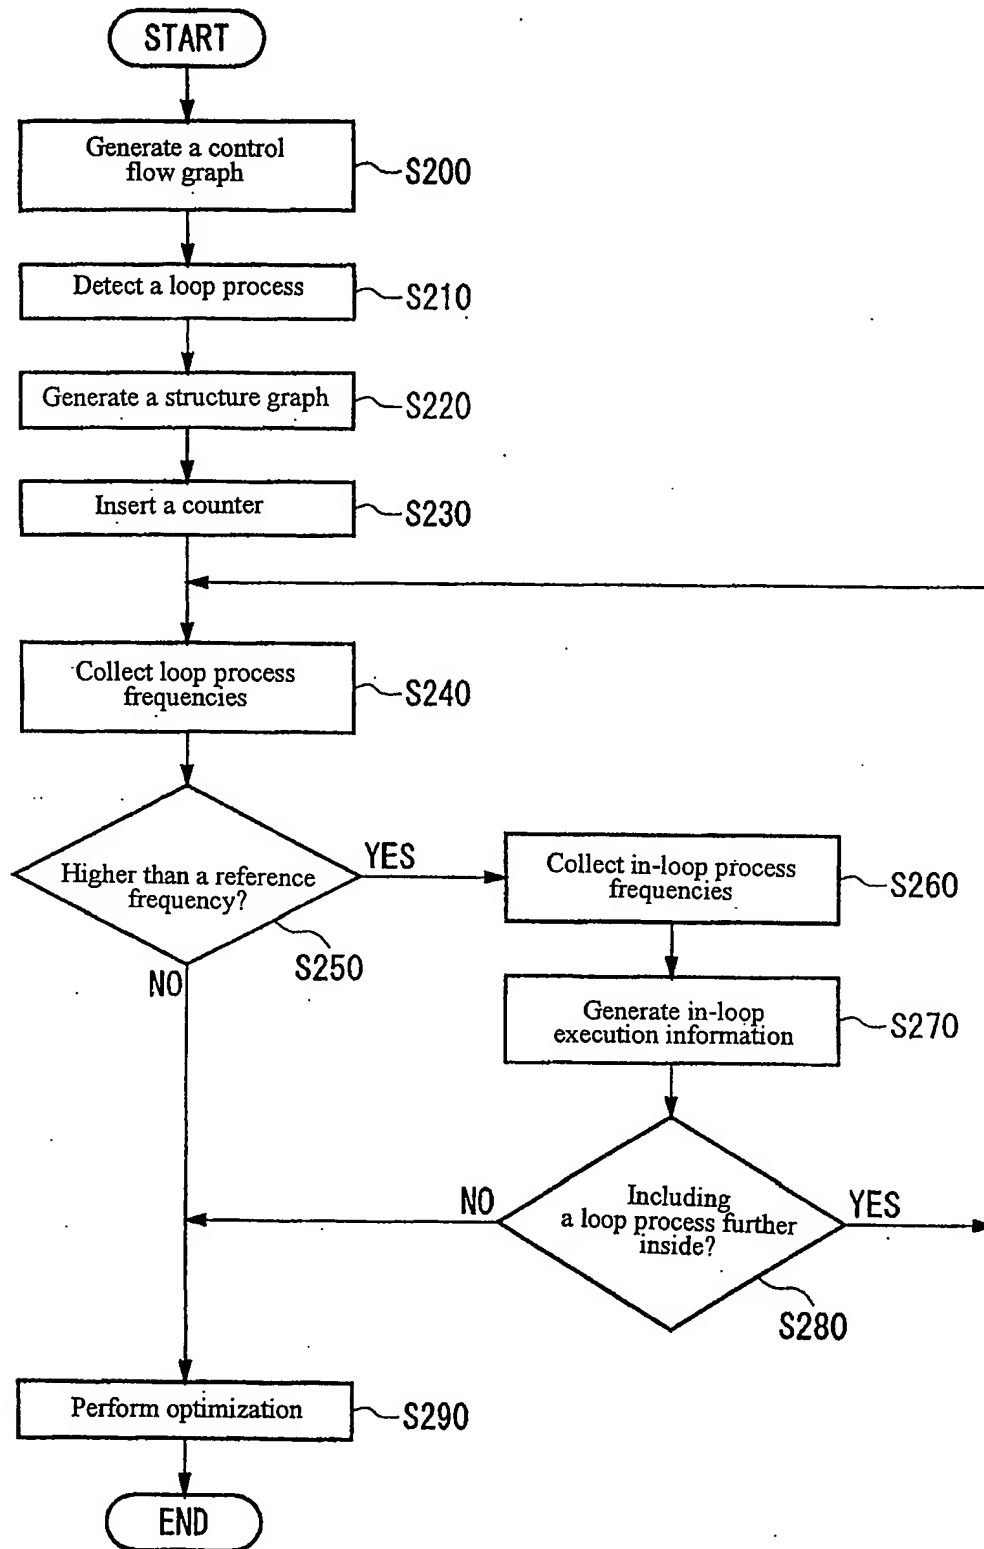 START
Generate a control
flow graph
S200
Detect a loop process
S210
Generate a structure graph
S220
Insert a counter
S230
Collect loop process
frequencies
S240
Higher than a reference
frequency?
S250
YES
NO
Collect in-loop process
frequencies
S260
Generate in-loop
execution information
S270
Including
a loop process further
inside?
S280
NO
YES
Perform optimization
S290
END